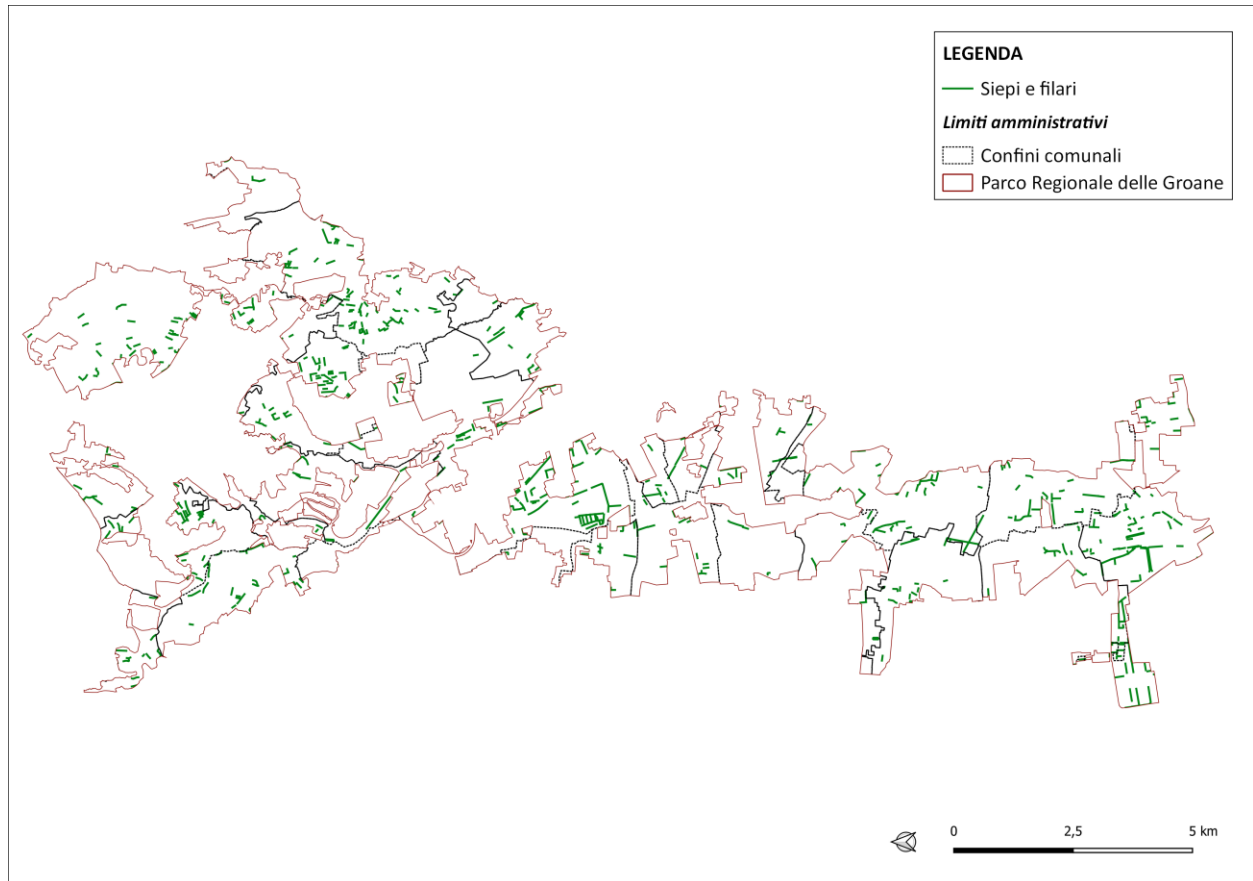 LEGENDA
Siepi e filari
Limiti amministrativi
Confini comunali
Parco Regionale delle Groane
0 2,5 5 km